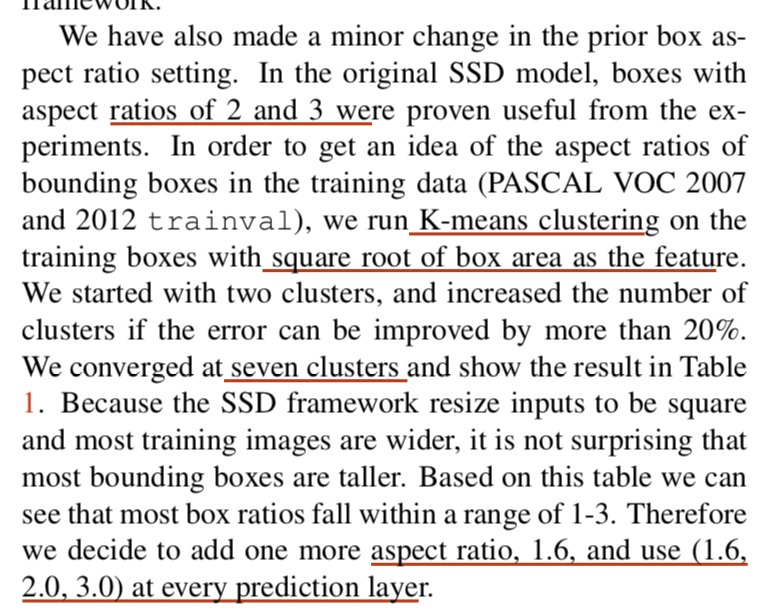 framework.
We have also made a minor change in the prior box as-
pect ratio setting. In the original SSD model, boxes with
aspect ratios of 2 and 3 were proven useful from the ex-
periments. In order to get an idea of the aspect ratios of
bounding boxes in the training data (PASCAL VOC 2007
and 2012 trainval), we run K-means clustering on the
training boxes with square root of box area as the feature.
We started with two clusters, and increased the number of
clusters if the error can be improved by more than 20%.
We converged at seven clusters and show the result in Table
1. Because the SSD framework resize inputs to be square
and most training images are wider, it is not surprising that
most bounding boxes are taller. Based on this table we can
see that most box ratios fall within a range of 1-3. Therefore
we decide to add one more aspect ratio, 1.6, and use (1.6,
2.0, 3.0) at every prediction layer.